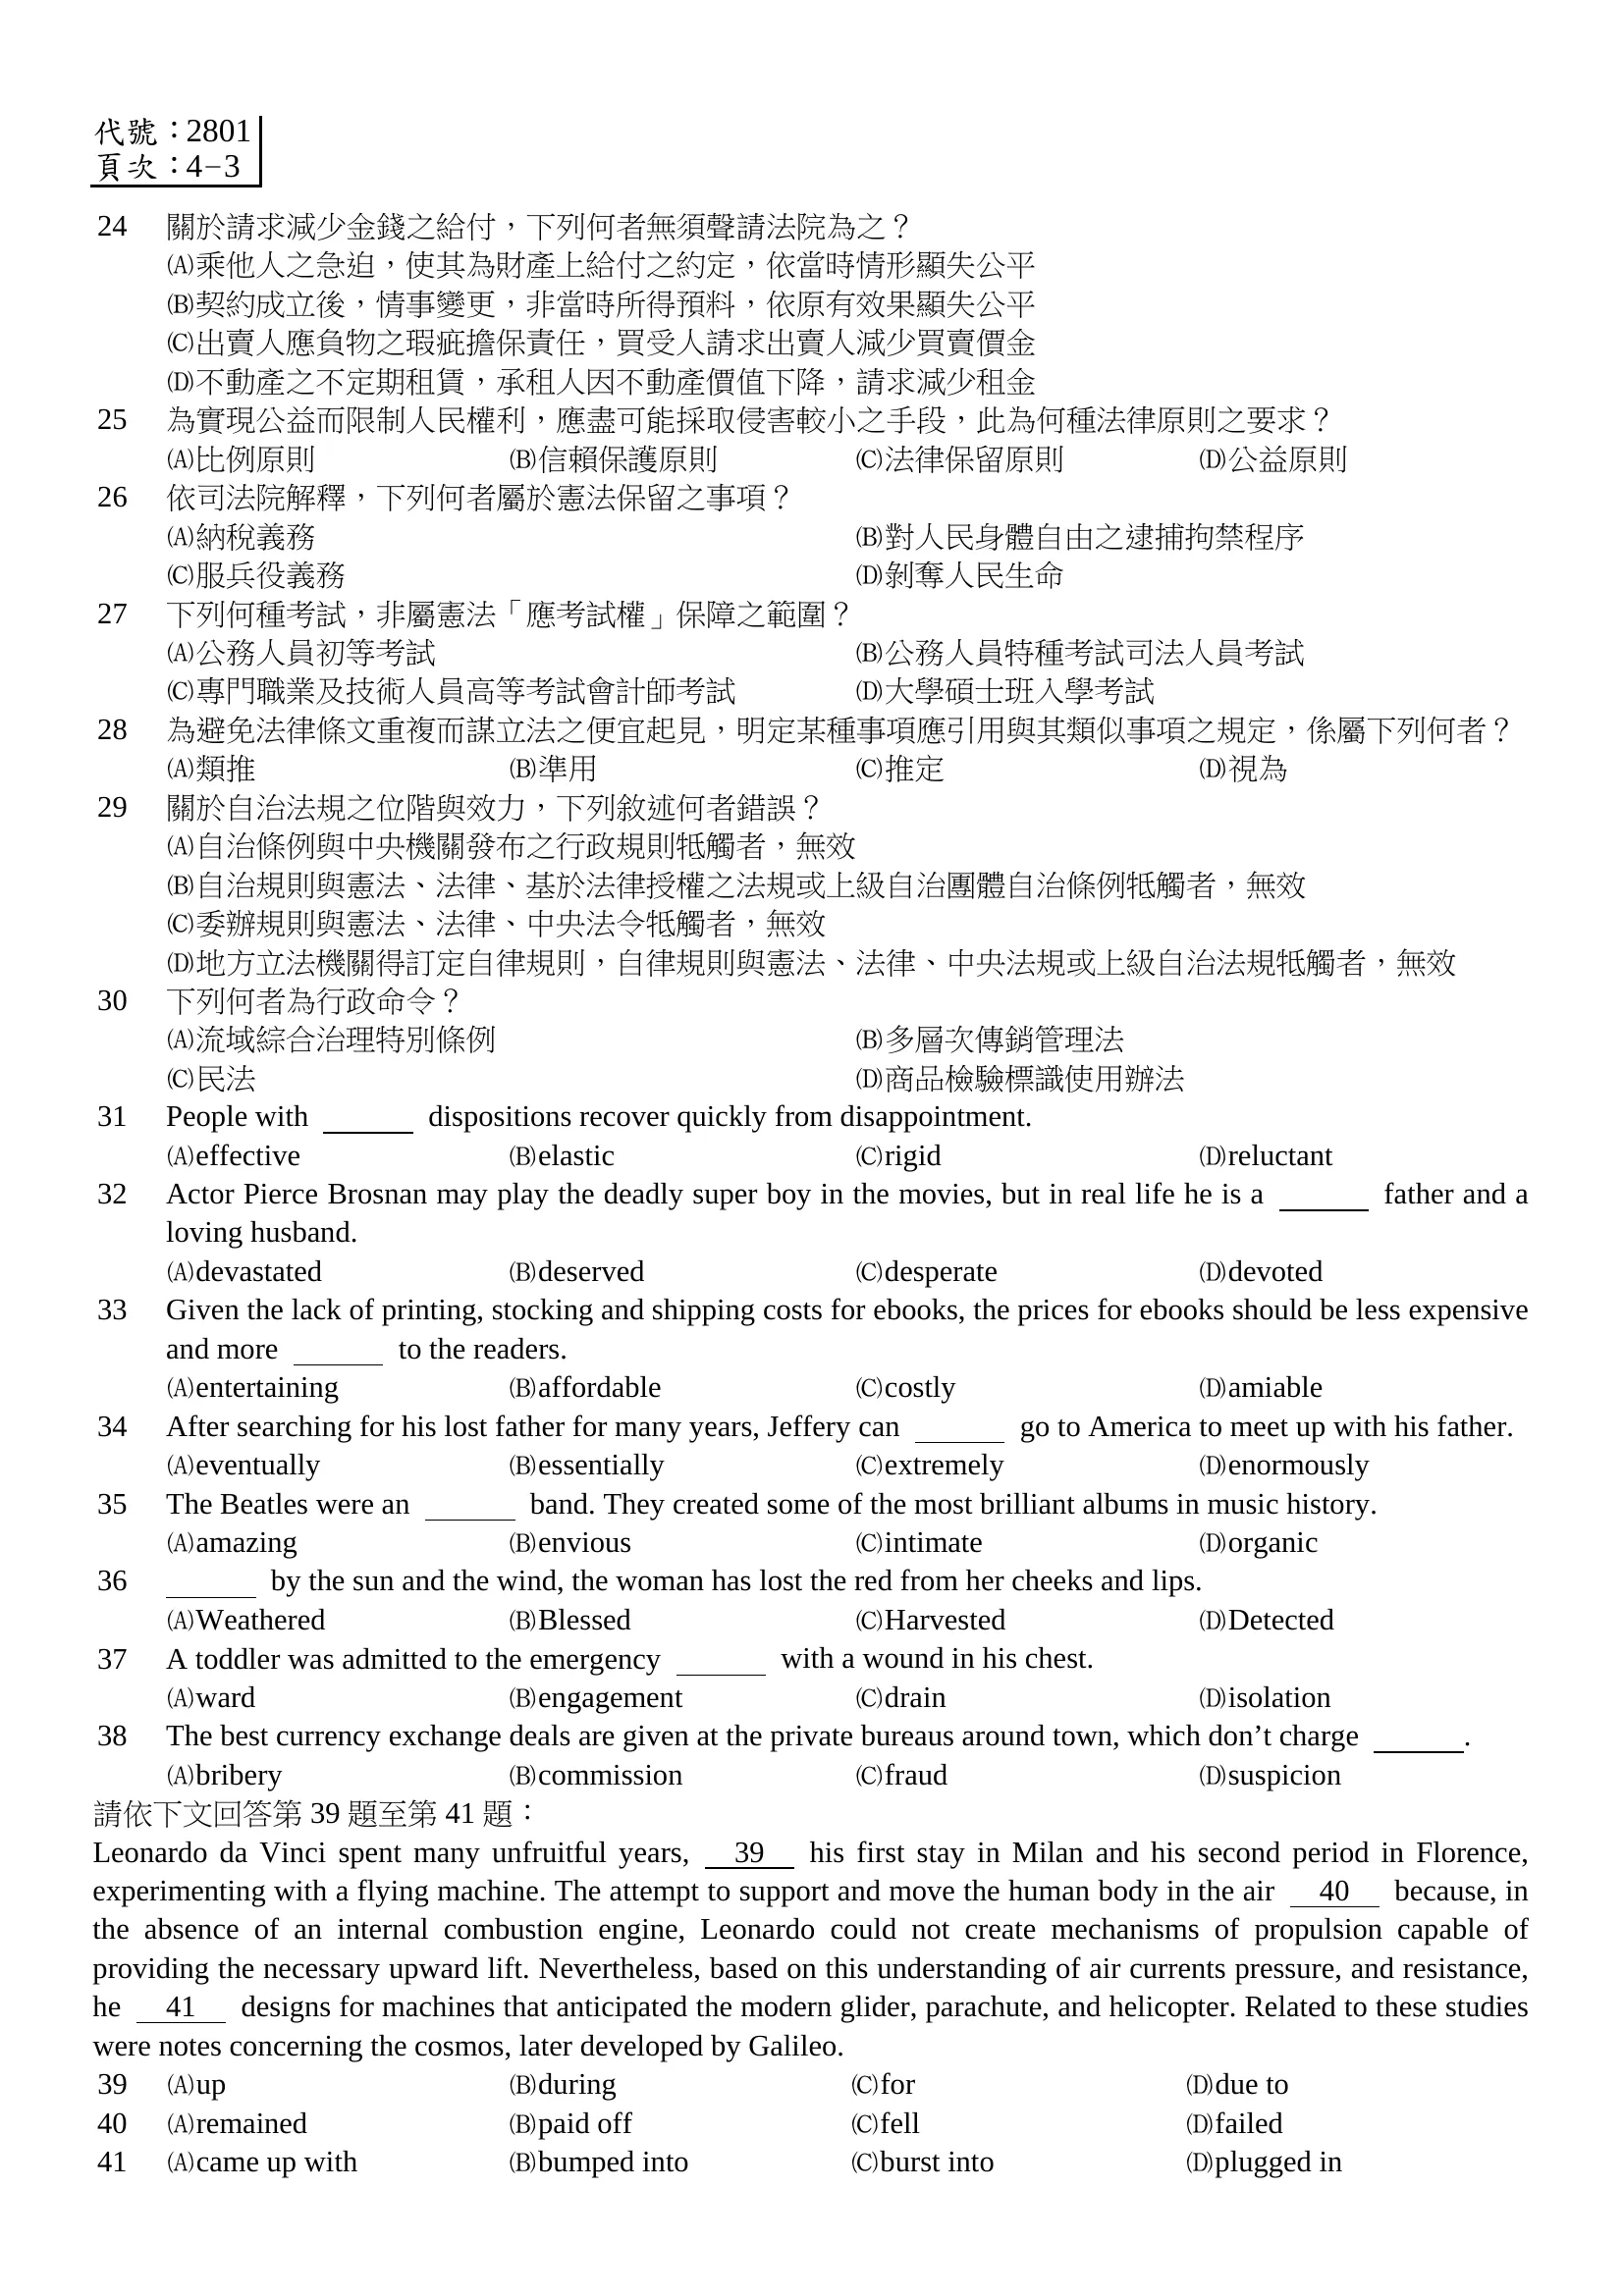 代號：2801
頁次：4－3
24 關於請求減少金錢之給付，下列何者無須聲請法院為之？
(A)乘他人之急迫，使其為財產上給付之約定，依當時情形顯失公平
(B)契約成立後，情事變更，非當時所得預料，依原有效果顯失公平
(C)出賣人應負物之瑕疵擔保責任，買受人請求出賣人減少買賣價金
(D)不動產之不定期租賃，承租人因不動產價值下降，請求減少租金
25 為實現公益而限制人民權利，應盡可能採取侵害較小之手段，此為何種法律原則之要求？
(A)比例原則 (B)信賴保護原則 (C)法律保留原則 (D)公益原則
26 依司法院解釋，下列何者屬於憲法保留之事項？
(A)納稅義務 (B)對人民身體自由之逮捕拘禁程序
(C)服兵役義務 (D)剝奪人民生命
27 下列何種考試，非屬憲法「應考試權」保障之範圍？
(A)公務人員初等考試 (B)公務人員特種考試司法人員考試
(C)專門職業及技術人員高等考試會計師考試 (D)大學碩士班入學考試
28 為避免法律條文重複而謀立法之便宜起見，明定某種事項應引用與其類似事項之規定，係屬下列何者？
(A)類推 (B)準用 (C)推定 (D)視為
29 關於自治法規之位階與效力，下列敘述何者錯誤？
(A)自治條例與中央機關發布之行政規則牴觸者，無效
(B)自治規則與憲法、法律、基於法律授權之法規或上級自治團體自治條例牴觸者，無效
(C)委辦規則與憲法、法律、中央法令牴觸者，無效
(D)地方立法機關得訂定自律規則，自律規則與憲法、法律、中央法規或上級自治法規牴觸者，無效
30 下列何者為行政命令？
(A)流域綜合治理特別條例 (B)多層次傳銷管理法
(C)民法 (D)商品檢驗標識使用辦法
31 People with ______ dispositions recover quickly from disappointment.
(A)effective (B)elastic (C)rigid (D)reluctant
32 Actor Pierce Brosnan may play the deadly super boy in the movies, but in real life he is a ______ father and a
loving husband.
(A)devastated (B)deserved (C)desperate (D)devoted
33 Given the lack of printing, stocking and shipping costs for ebooks, the prices for ebooks should be less expensive
and more ______ to the readers.
(A)entertaining (B)affordable (C)costly (D)amiable
34 After searching for his lost father for many years, Jeffery can ______ go to America to meet up with his father.
(A)eventually (B)essentially (C)extremely (D)enormously
35 The Beatles were an ______ band. They created some of the most brilliant albums in music history.
(A)amazing (B)envious (C)intimate (D)organic
36 ______ by the sun and the wind, the woman has lost the red from her cheeks and lips.
(A)Weathered (B)Blessed (C)Harvested (D)Detected
37 A toddler was admitted to the emergency ______ with a wound in his chest.
(A)ward (B)engagement (C)drain (D)isolation
38 The best currency exchange deals are given at the private bureaus around town, which don’t charge ______.
(A)bribery (B)commission (C)fraud (D)suspicion
請依下文回答第 39 題至第 41 題：
Leonardo da Vinci spent many unfruitful years, 39 his first stay in Milan and his second period in Florence,
experimenting with a flying machine. The attempt to support and move the human body in the air 40 because, in
the absence of an internal combustion engine, Leonardo could not create mechanisms of propulsion capable of
providing the necessary upward lift. Nevertheless, based on this understanding of air currents pressure, and resistance,
he 41 designs for machines that anticipated the modern glider, parachute, and helicopter. Related to these studies
were notes concerning the cosmos, later developed by Galileo.
39 (A)up (B)during (C)for (D)due to
40 (A)remained (B)paid off (C)fell (D)failed
41 (A)came up with (B)bumped into (C)burst into (D)plugged in